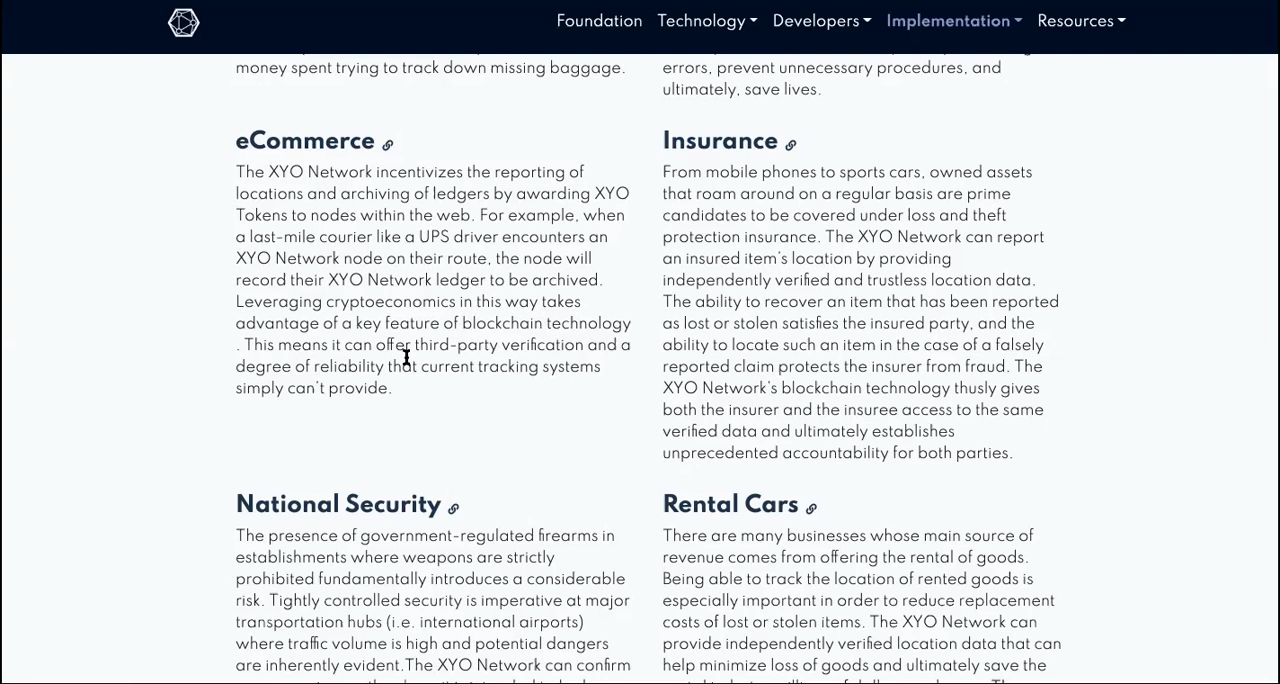 Foundation Technology Developers Implementation Resources
money spent trying to track down missing baggage.
errors, prevent unnecessary procedures, and
ultimately, save lives.
eCommerce
The XYO Network incentivizes the reporting of
locations and archiving of ledgers by awarding XYO
Tokens to nodes within the web. For example, when
a last-mile courier like a UPS driver encounters an
XYO Network node on their route, the node will
record their XYO Network ledger to be archived.
Leveraging cryptoeconomics in this way takes
advantage of a key feature of blockchain technology
. This means it can offer third-party verification and a
degree of reliability that current tracking systems
simply can't provide.
Insurance
From mobile phones to sports cars, owned assets
that roam around on a regular basis are prime
candidates to be covered under loss and theft
protection insurance. The XYO Network can report
an insured item's location by providing
independently verified and trustless location data.
The ability to recover an item that has been reported
as lost or stolen satisfies the insured party, and the
ability to locate such an item in the case of a falsely
reported claim protects the insurer from fraud. The
XYO Network's blockchain technology thusly gives
both the insurer and the insuree access to the same
verified data and ultimately establishes
unprecedented accountability for both parties.
National Security
The presence of government-regulated firearms in
establishments where weapons are strictly
prohibited fundamentally introduces a considerable
risk. Tightly controlled security is imperative at major
transportation hubs (i.e. international airports)
where traffic volume is high and potential dangers
are inherently evident.The XYO Network can confirm
Rental Cars
There are many businesses whose main source of
revenue comes from offering the rental of goods.
Being able to track the location of rented goods is
especially important in order to reduce replacement
costs of lost or stolen items. The XYO Network can
provide independently verified location data that can
help minimize loss of goods and ultimately save the